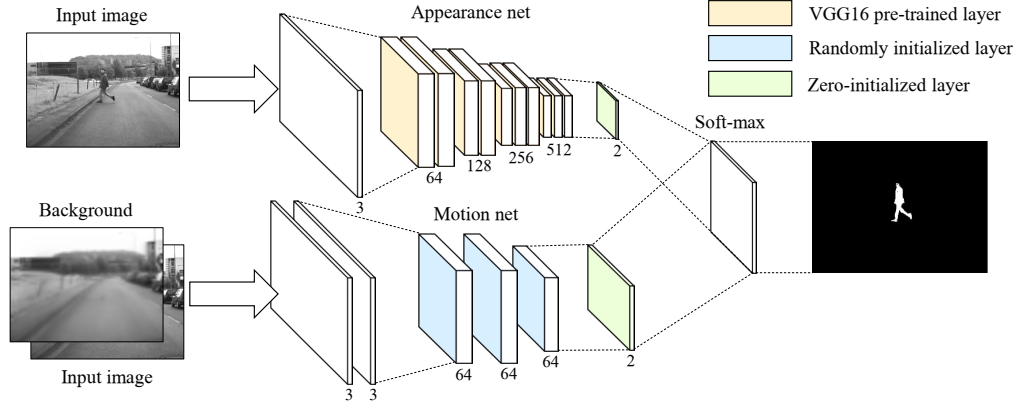 Input image
Appearance net
VGG16 pre-trained layer
Randomly initialized layer
Zero-initialized layer
Soft-max
64
128
256
512
2
3
Background
Motion net
Input image
3 3
64
64
64
2